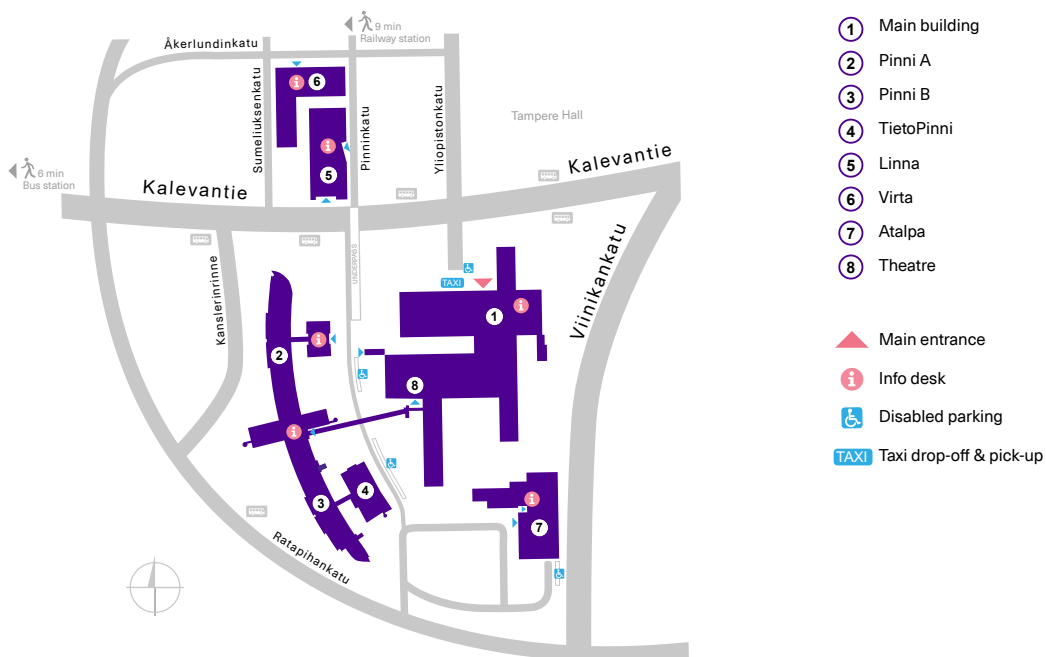 9 min
Railway station
Åkerlundinkatu
6
Sumeliuksenkatu
Pinninkatu
Yliopistonkatu
Tampere Hall
5
6 min
Bus station
Kalevantie
Kalevantie
UNDERPASS
Kanslerinrinne
TAXI
1
Viinikankatu
2
8
3
4
7
Ratapihankatu
1 Main building
2 Pinni A
3 Pinni B
4 TietoPinni
5 Linna
6 Virta
7 Atalpa
8 Theatre
Main entrance
i Info desk
Disabled parking
TAXI Taxi drop-off & pick-up